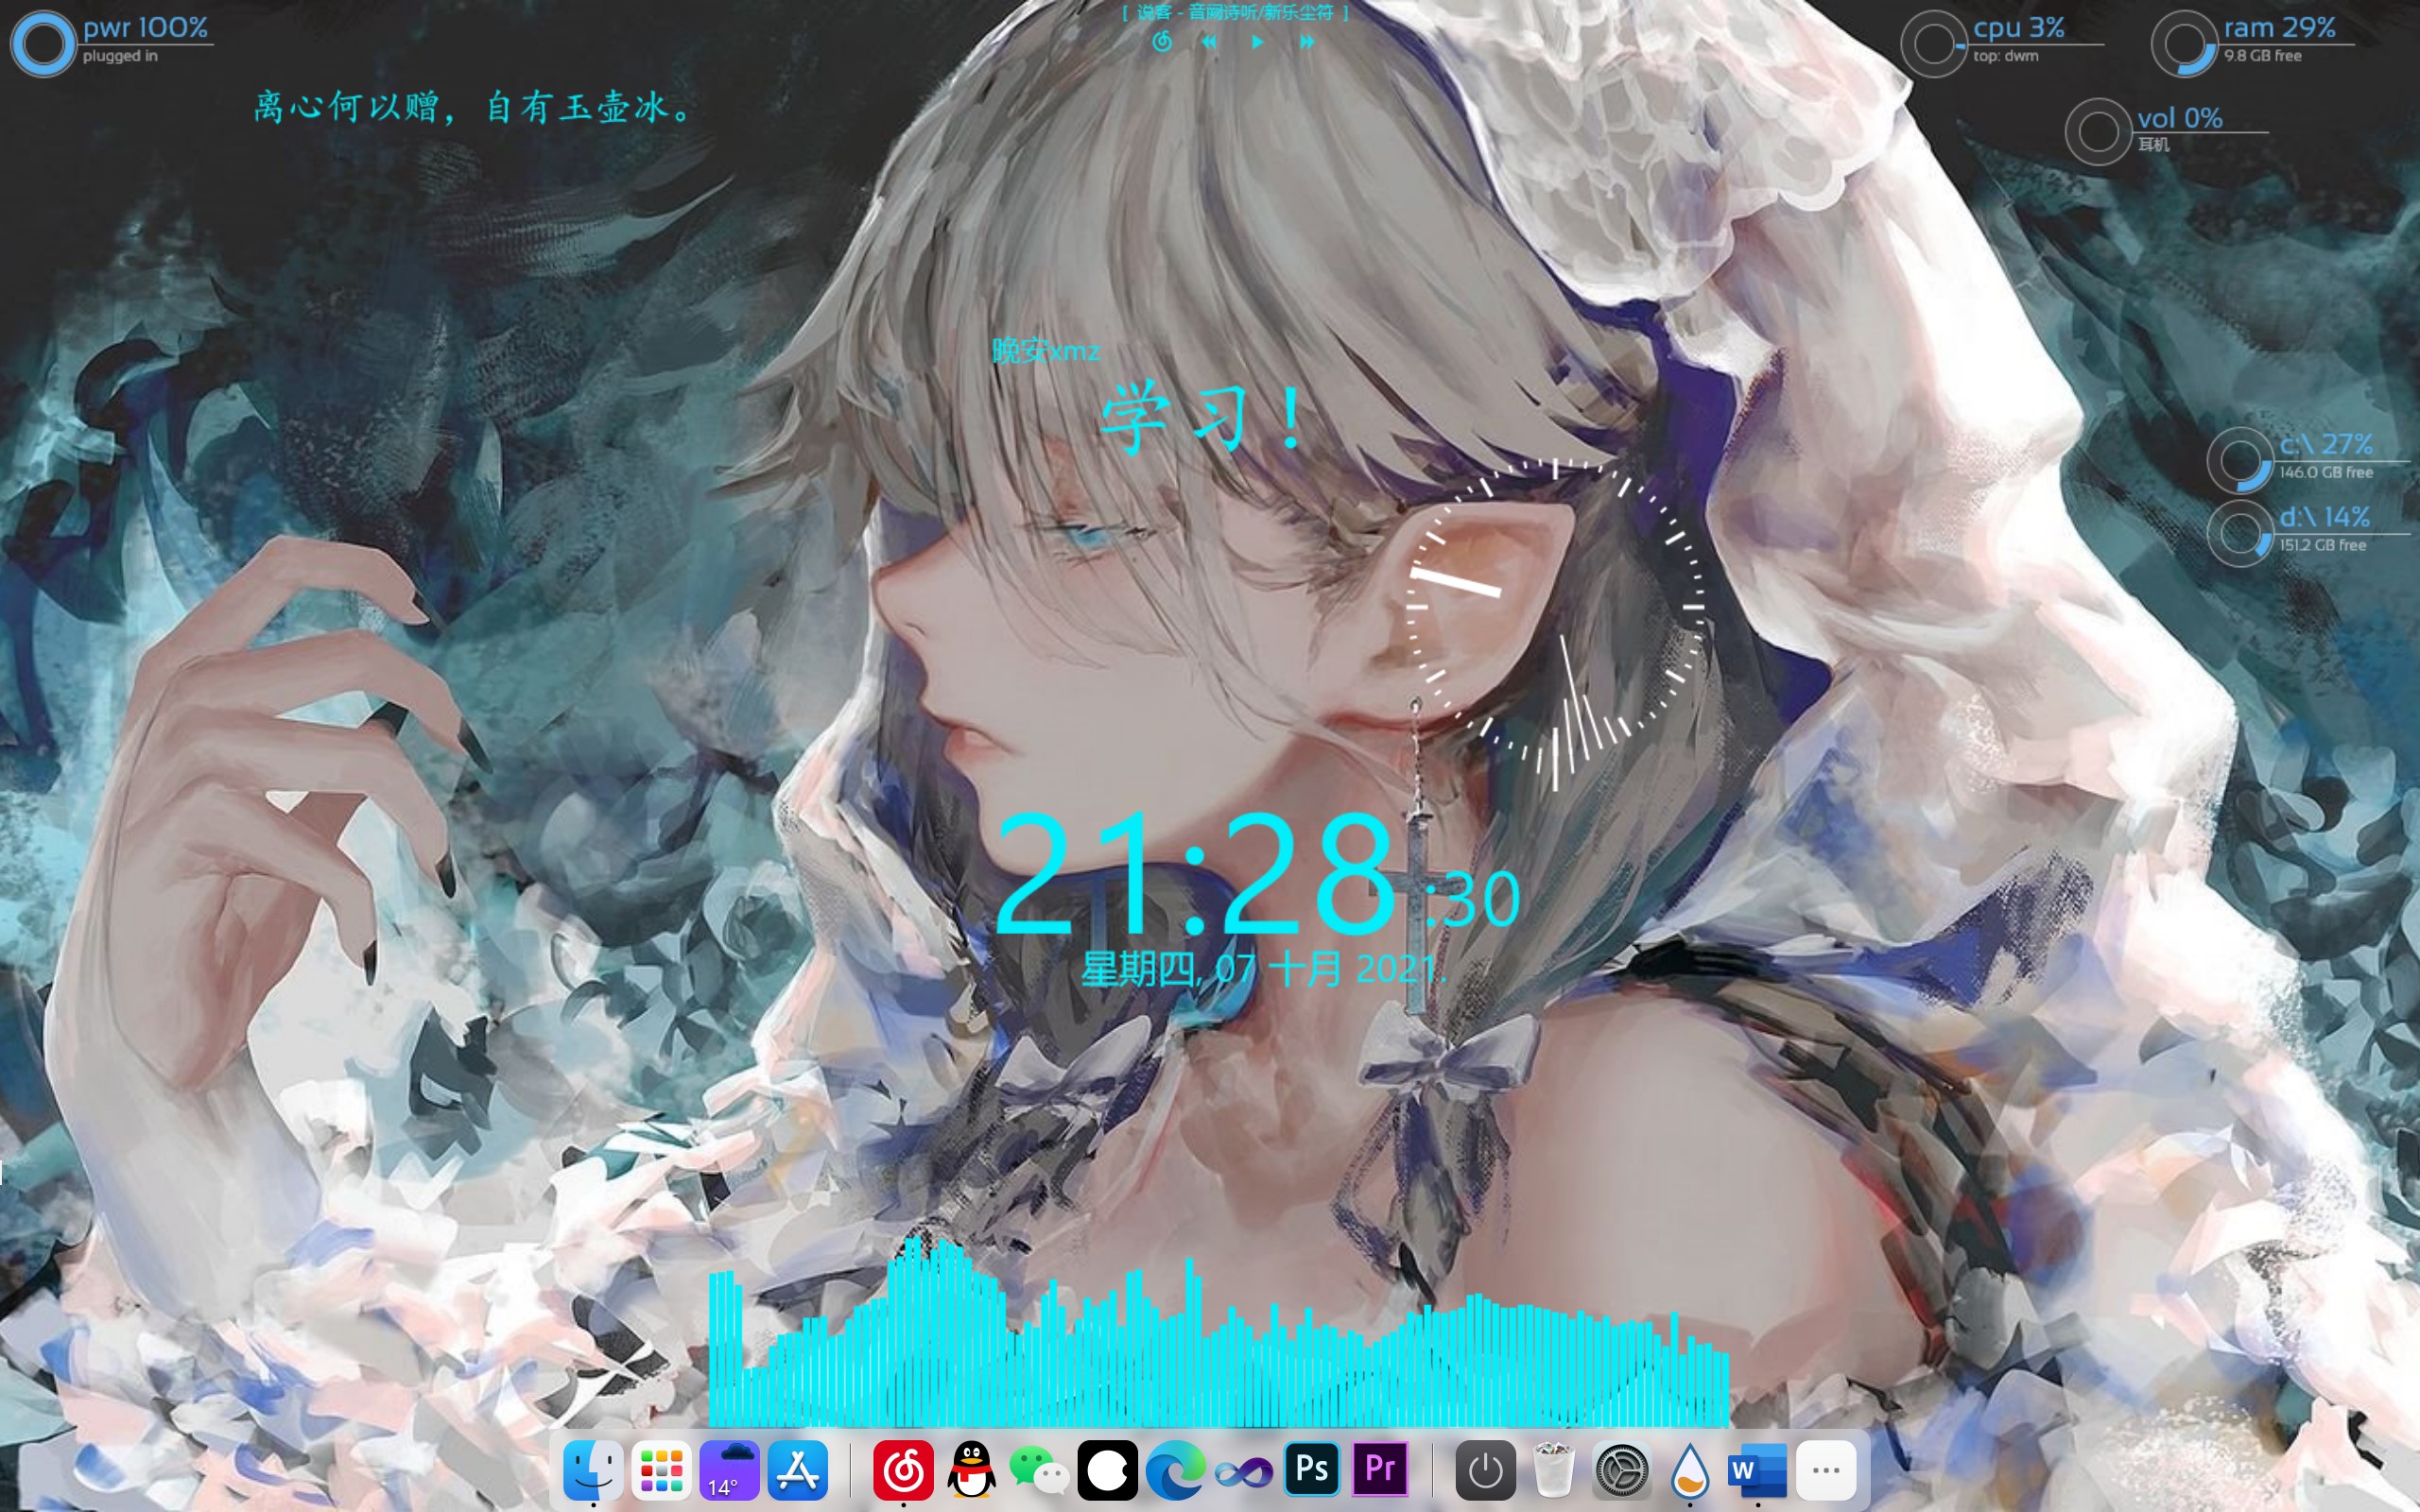 pwr 100%
plugged in
[ 说客 - 音阙诗听/新乐尘符 ]
cpu 3%
top: dwm
ram 29%
9.8 GB free
vol 0%
耳机
离心何以赠，自有玉壶冰。
晚安xmz
学习！
c:\ 27%
146.0 GB free
d:\ 14%
151.2 GB free
21:28:30
星期四, 07 十月 2021.
14°
Ps
Pr
W